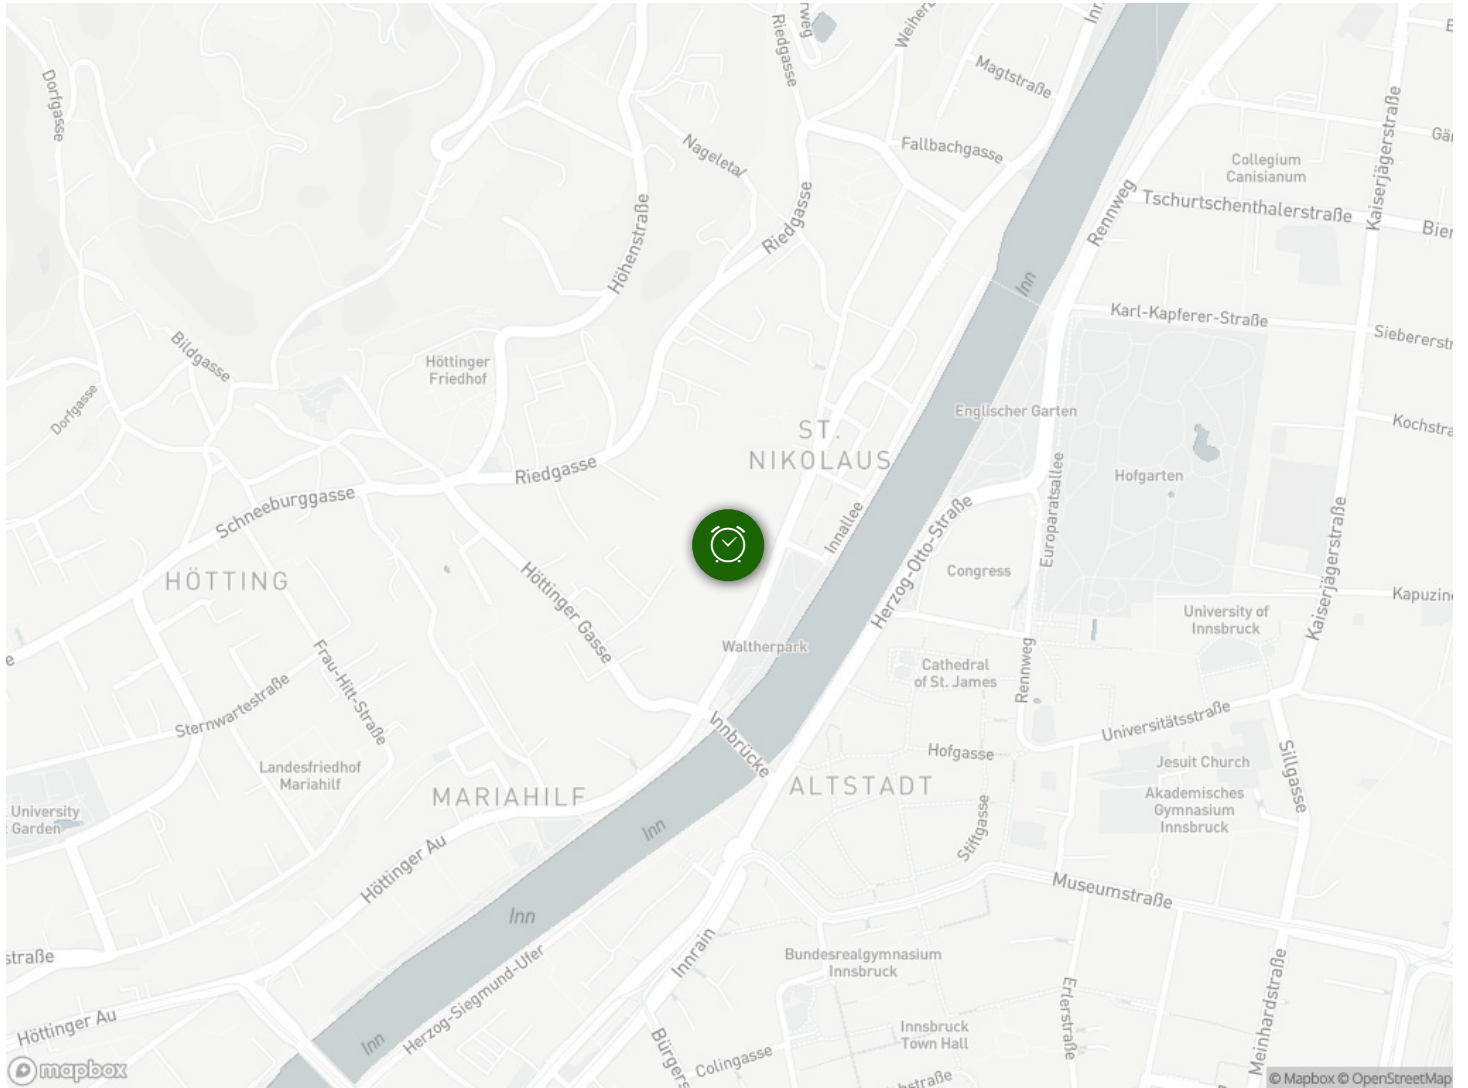 Dorfgasse
Riedgasse
Magtstraße
Kaiserjägerstraße
Nageletal
Fallbachgasse
Collegium
Canisianum
Tschurtschenthalerstraße
Rennweg
Riedgasse
Höhenstraße
Inn
Karl-Kapferer-Straße
Bildgasse
Höttinger
Friedhof
Dorfgasse
Englischer Garten
ST.
NIKOLAUS
Riedgasse
Hofgarten
Schneeburggasse
Innallee
Herzog-Otto-Straße
Europaratsallee
Kaiserjägerstraße
HÖTTING
Höttinger Gasse
Congress
University of
Innsbruck
Waltherpark
Cathedral
of St. James
Rennweg
Frau-Hitt-Straße
Sternwartestraße
Innbrücke
Universitätsstraße
Hofgasse
Jesuit Church
Sillgasse
Landesfriedhof
Mariahilf
MARIAHILF
ALTSTADT
Akademisches
Gymnasium
Innsbruck
University
Garden
Inn
Stiftgasse
Höttinger Au
Museumstraße
Inn
Innrain
Bundesrealgymnasium
Innsbruck
straße
Herzog-Siegmund-Ufer
Erlerstraße
Meinhardstraße
Höttinger Au
Inn
Innsbruck
Town Hall
Colingasse
mapbox
© Mapbox © OpenStreetMap